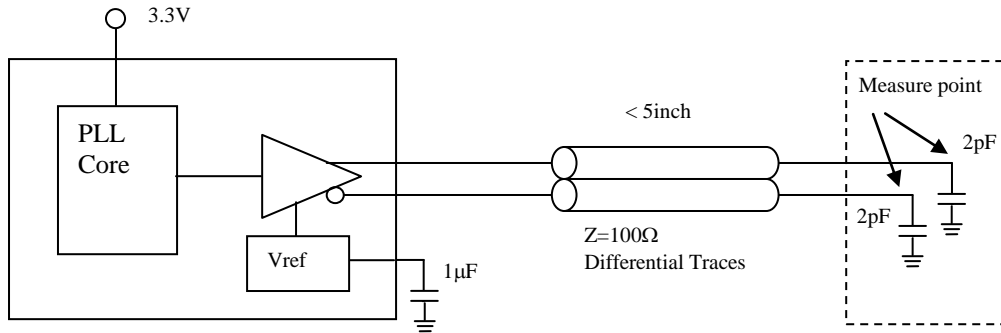 3.3V
PLL
Core
Vref
1μF
< 5inch
Z=100Ω
Differential Traces
Measure point
2pF
2pF